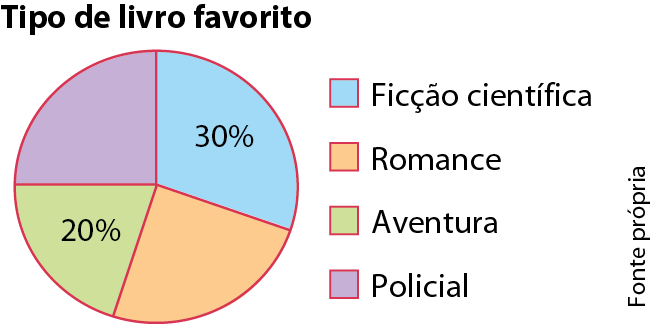 Tipo de livro favorito
30%
20%
Ficção científica
Romance
Aventura
Policial
Fonte própria